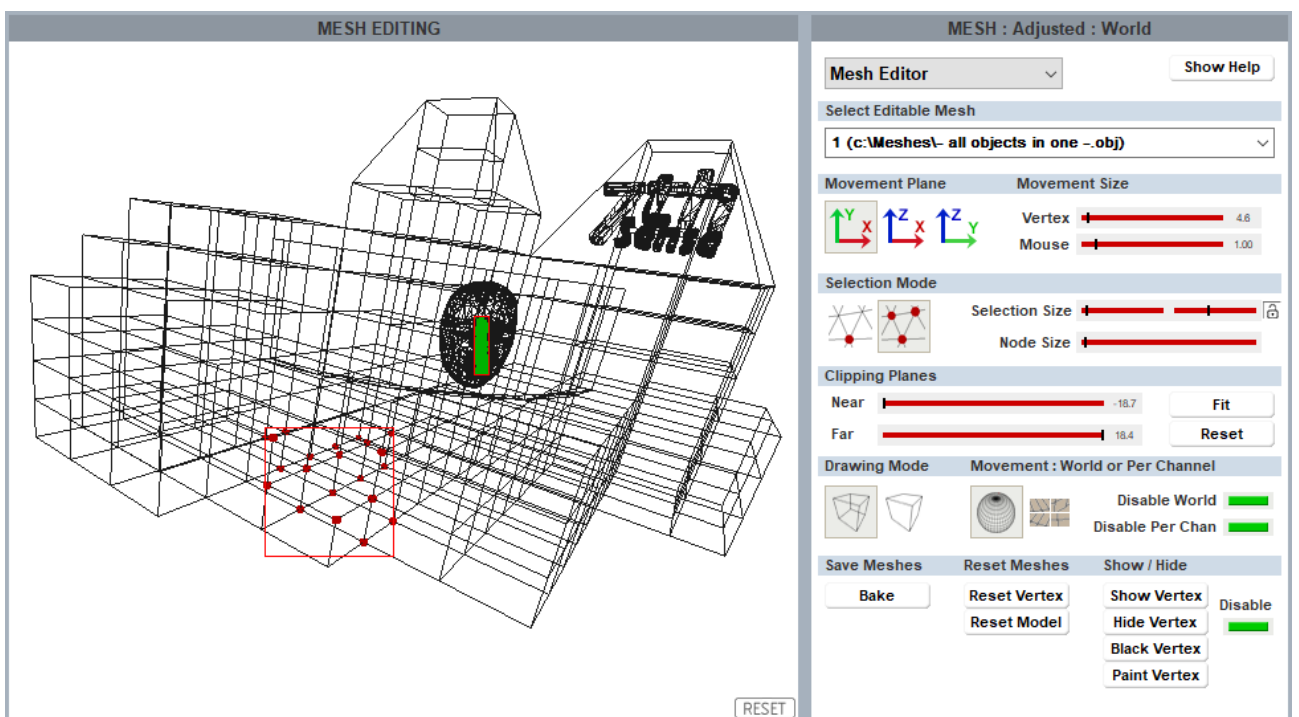 MESH EDITING
MESH : Adjusted : World
Mesh Editor
Show Help
Select Editable Mesh
1 (c:\Meshes\- all objects in one -.obj)
Movement Plane
Movement Size
Y X
Z X
Z Y
Vertex 4.6
Mouse 1.00
Selection Mode
Selection Size
Node Size
Clipping Planes
Near -18.7
Fit
Far 18.4
Reset
Drawing Mode
Movement : World or Per Channel
Disable World
Disable Per Chan
Save Meshes
Reset Meshes
Show / Hide
Bake
Reset Vertex
Show Vertex
Disable
Reset Model
Hide Vertex
Black Vertex
Paint Vertex
RESET